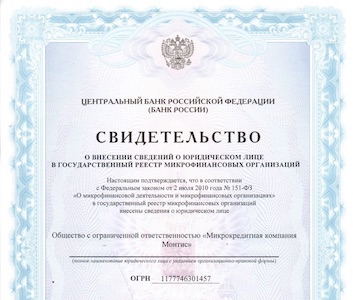 ЦЕНТРАЛЬНЫЙ БАНК РОССИЙСКОЙ ФЕДЕРАЦИИ
(БАНК РОССИИ)
СВИДЕТЕЛЬСТВО
О ВНЕСЕНИИ СВЕДЕНИЙ О ЮРИДИЧЕСКОМ ЛИЦЕ
В ГОСУДАРСТВЕННЫЙ РЕЕСТР МИКРОФИНАНСОВЫХ ОРГАНИЗАЦИЙ
Настоящим подтверждается, что в соответствии
с Федеральным законом от 2 июля 2010 года № 151-ФЗ
«О микрофинансовой деятельности и микрофинансовых организациях»
в государственный реестр микрофинансовых организаций
внесены сведения о юридическом лице
Общество с ограниченной ответственностью «Микрокредитная компания
Монтис»
(полное наименование юридического лица с указанием организационно-правовой формы)
ОГРН 1177746301457